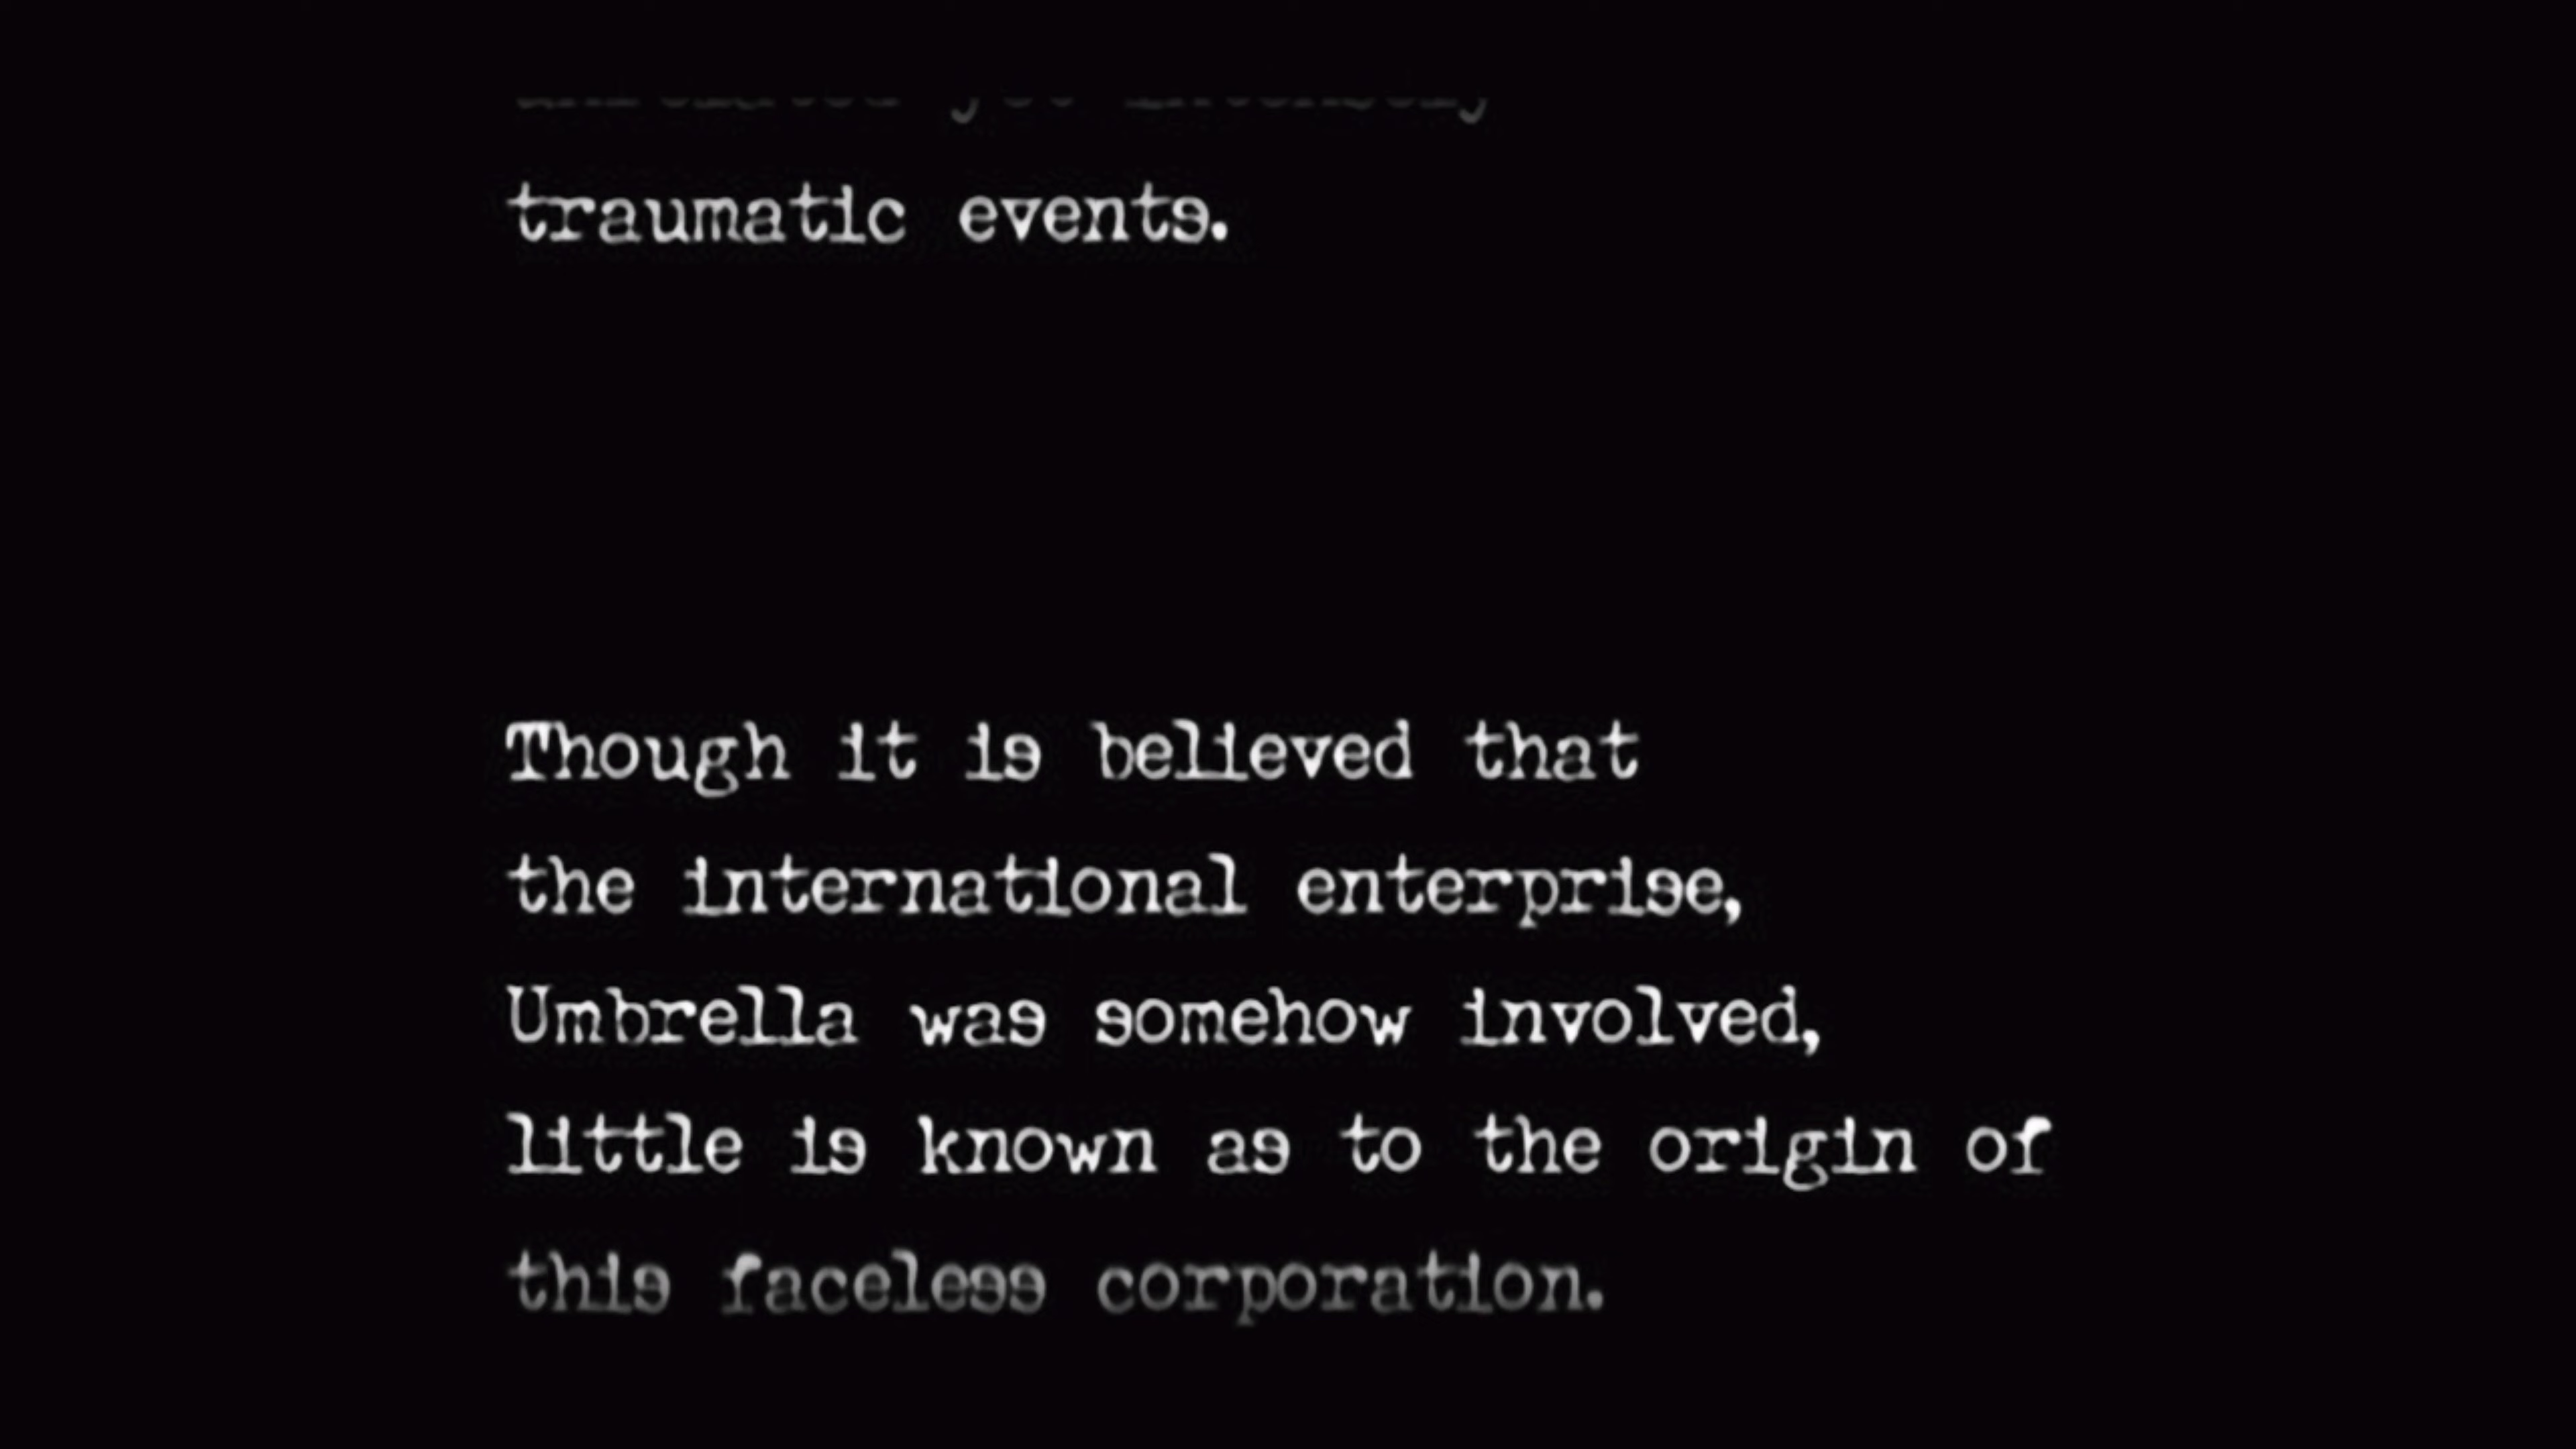 traumatic events.
Though it is believed that
the international enterprise,
Umbrella was somehow involved,
little is known as to the origin of
this faceless corporation.